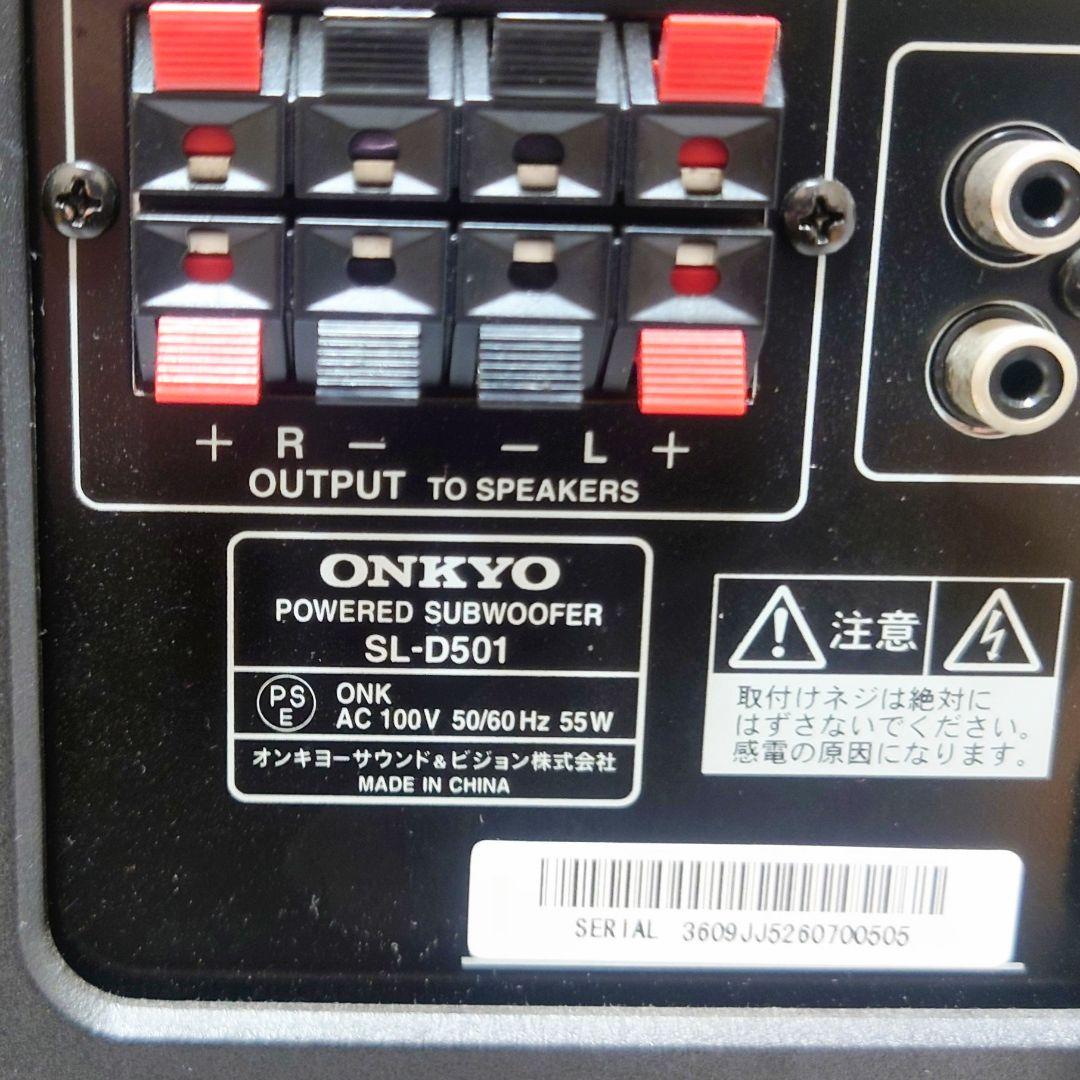 + R − − L +
OUTPUT TO SPEAKERS
ONKYO
POWERED SUBWOOFER
SL-D501
PS
E
ONK
AC 100V 50/60 Hz 55W
オンキヨーサウンド&ビジョン株式会社
MADE IN CHINA
注意
取付けネジは絶対に
はずさないでください。
感電の原因になります。
SERIAL 3609JJ5260700505